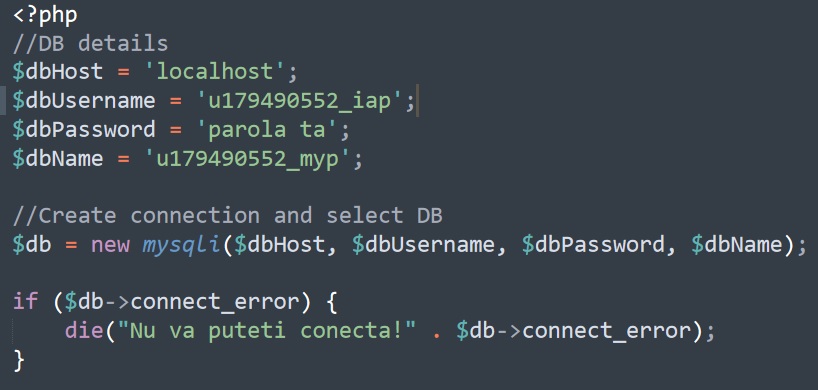 <?php
//DB details
$dbHost = 'localhost';
$dbUsername = 'u179490552_iap';
$dbPassword = 'parola ta';
$dbName = 'u179490552_myp';

//Create connection and select DB
$db = new mysqli($dbHost, $dbUsername, $dbPassword, $dbName);

if ($db->connect_error) {
    die("Nu va puteti conecta!" . $db->connect_error);
}